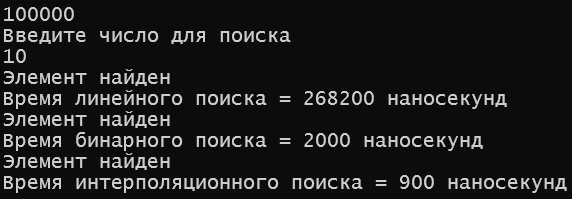 100000
Введите число для поиска
10
Элемент найден
Время линейного поиска = 268200 наносекунд
Элемент найден
Время бинарного поиска = 2000 наносекунд
Элемент найден
Время интерполяционного поиска = 900 наносекунд